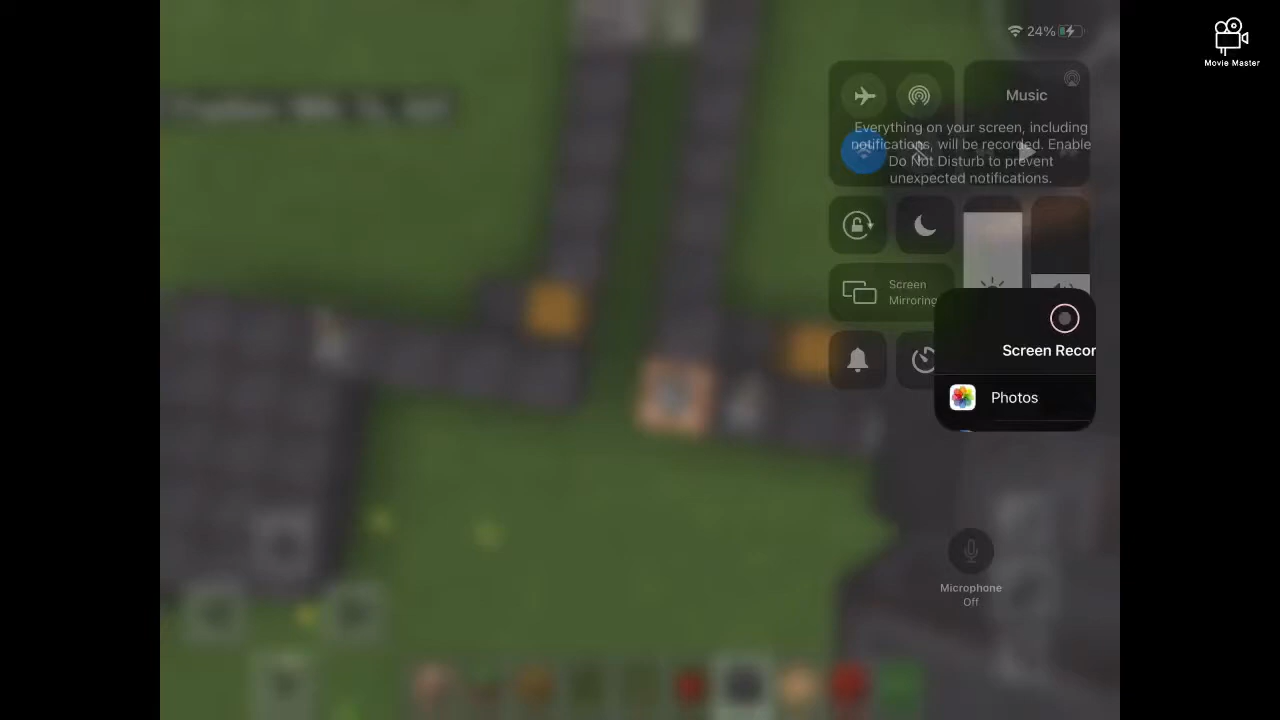 24%
Movie Master
Music
Everything on your screen, including
notifications, will be recorded. Enable
Do Not Disturb to prevent
unexpected notifications.
Screen
Mirroring
Screen Recor
Photos
Microphone
Off